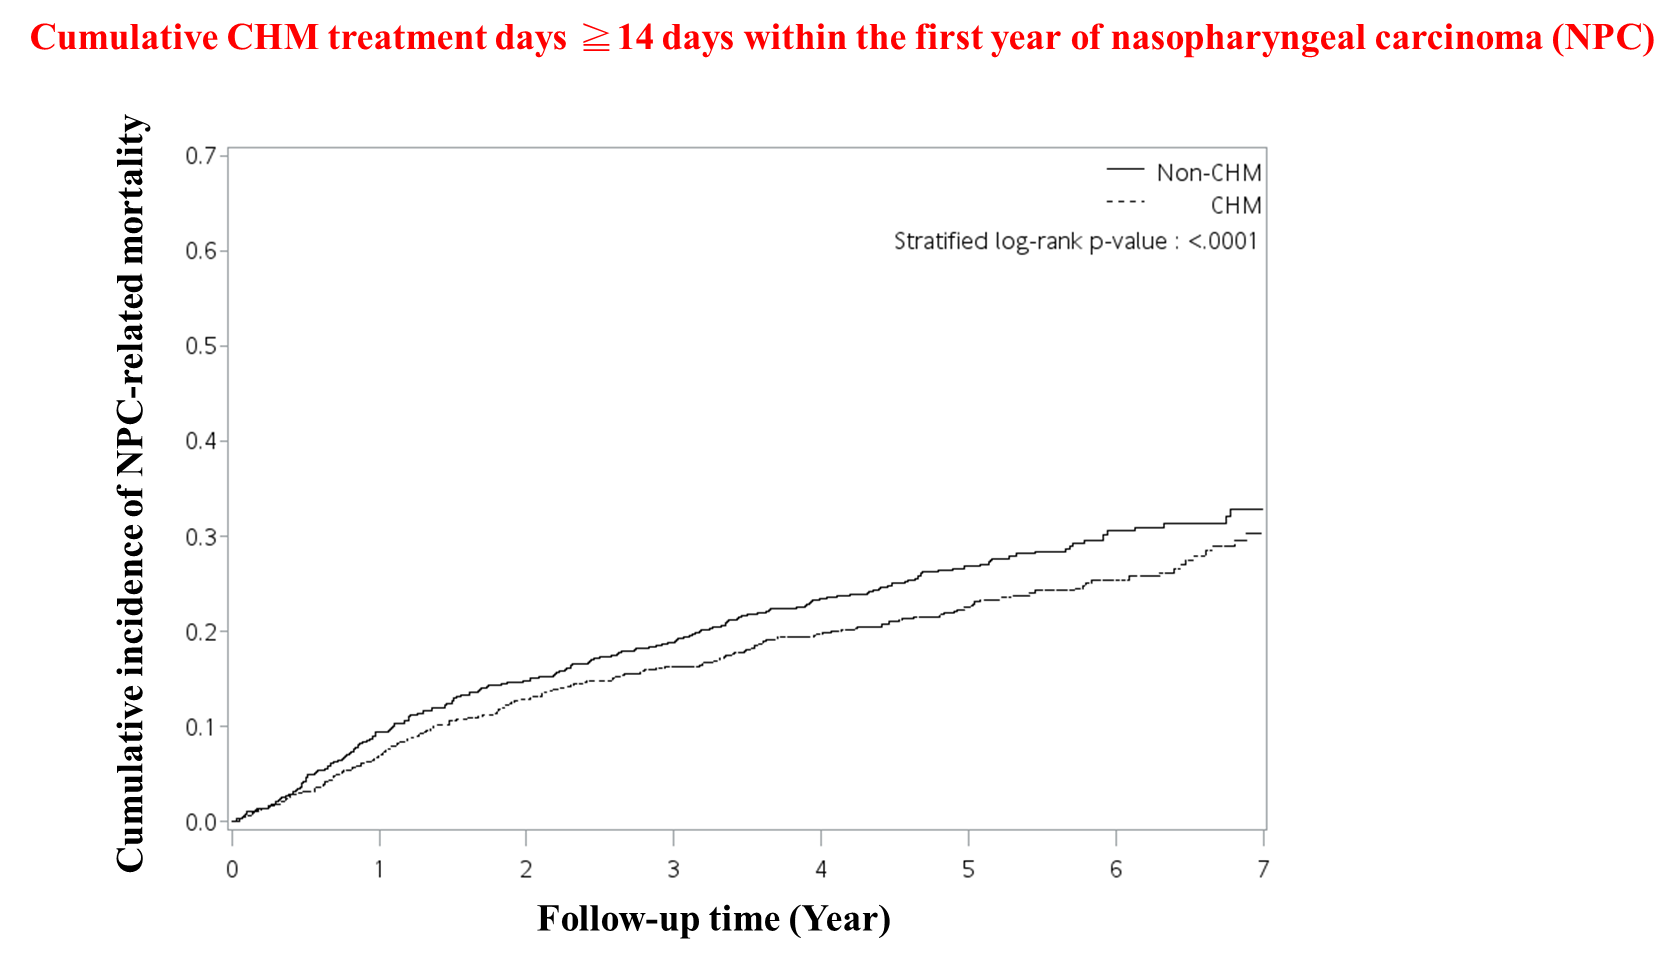 Cumulative CHM treatment days ≧14 days within the first year of nasopharyngeal carcinoma (NPC)
Cumulative incidence of NPC-related mortality
0.7
0.6
0.5
0.4
0.3
0.2
0.1
0.0
Non-CHM
CHM
Stratified log-rank p-value : <.0001
0 1 2 3 4 5 6 7
Follow-up time (Year)